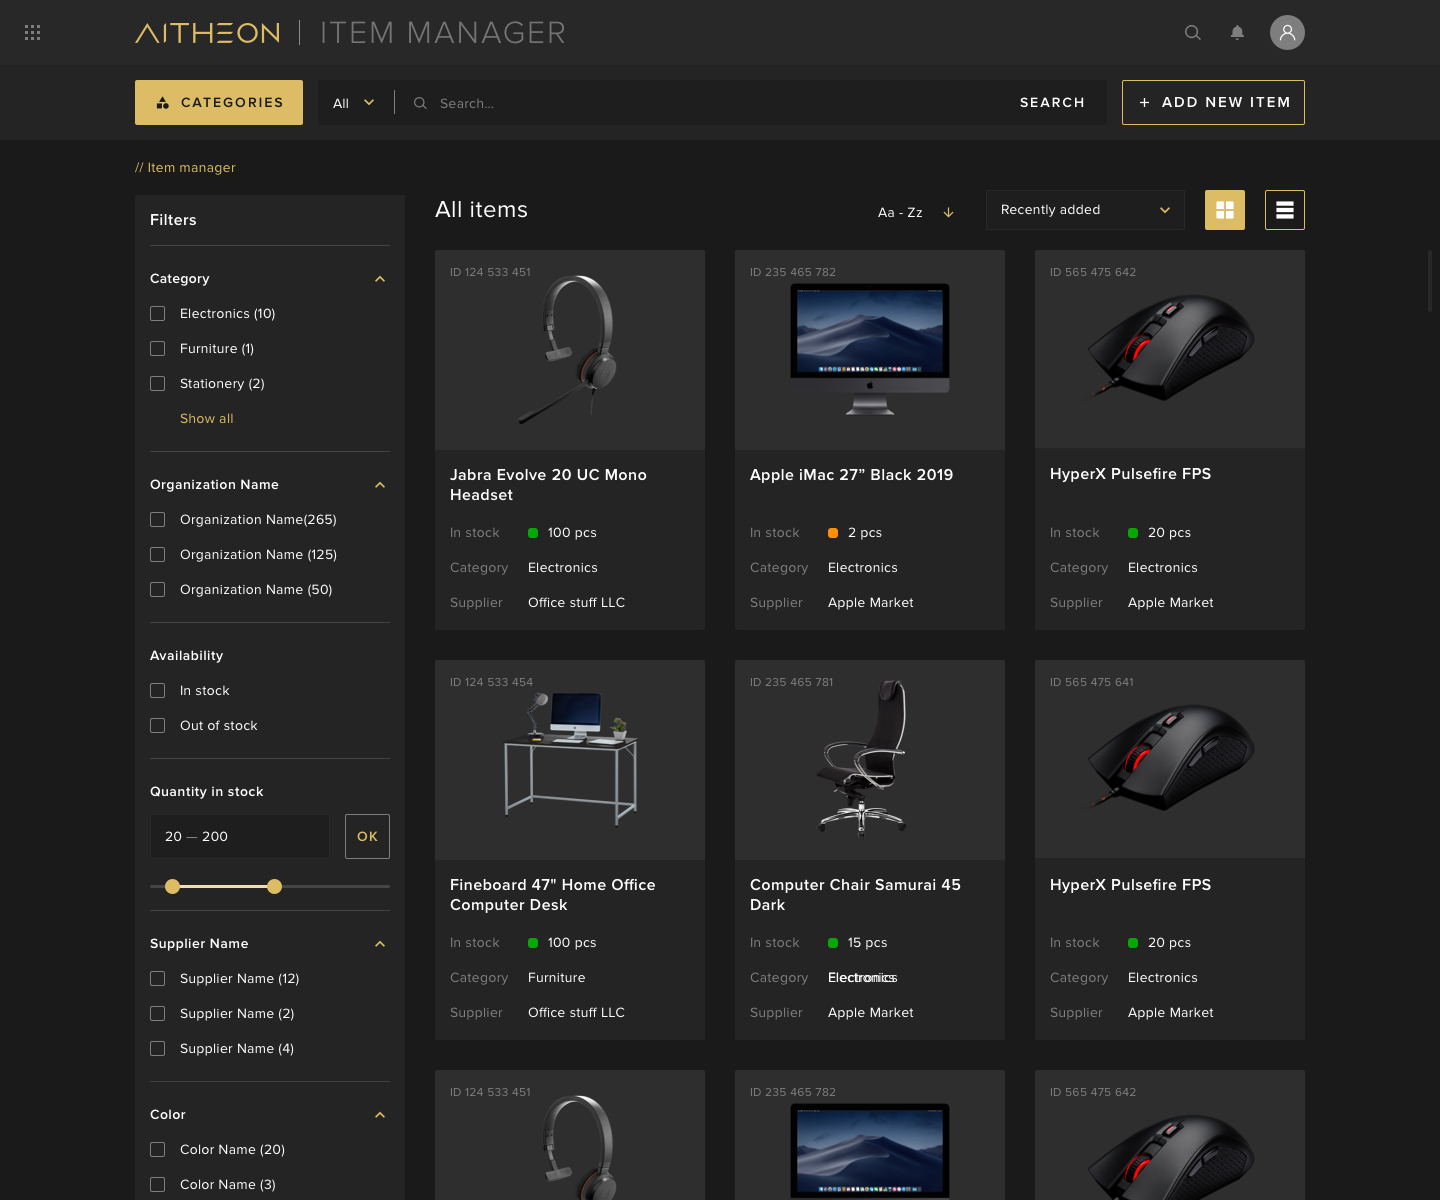 AITHEON
ITEM MANAGER
CATEGORIES
All
Search...
SEARCH
+ ADD NEW ITEM
// Item manager
Filters
Category
Electronics (10)
Furniture (1)
Stationery (2)
Show all
Organization Name
Organization Name(265)
Organization Name (125)
Organization Name (50)
Availability
In stock
Out of stock
Quantity in stock
20 — 200
OK
Supplier Name
Supplier Name (12)
Supplier Name (2)
Supplier Name (4)
Color
Color Name (20)
Color Name (3)
All items
Aa - Zz
Recently added
ID 124 533 451
Jabra Evolve 20 UC Mono
Headset
In stock 100 pcs
Category Electronics
Supplier Office stuff LLC
ID 235 465 782
Apple iMac 27” Black 2019
In stock 2 pcs
Category Electronics
Supplier Apple Market
ID 565 475 642
HyperX Pulsefire FPS
In stock 20 pcs
Category Electronics
Supplier Apple Market
ID 124 533 454
Fineboard 47" Home Office
Computer Desk
In stock 100 pcs
Category Furniture
Supplier Office stuff LLC
ID 235 465 781
Computer Chair Samurai 45
Dark
In stock 15 pcs
Category Electronics
Supplier Apple Market
ID 565 475 641
HyperX Pulsefire FPS
In stock 20 pcs
Category Electronics
Supplier Apple Market
ID 124 533 451
ID 235 465 782
ID 565 475 642